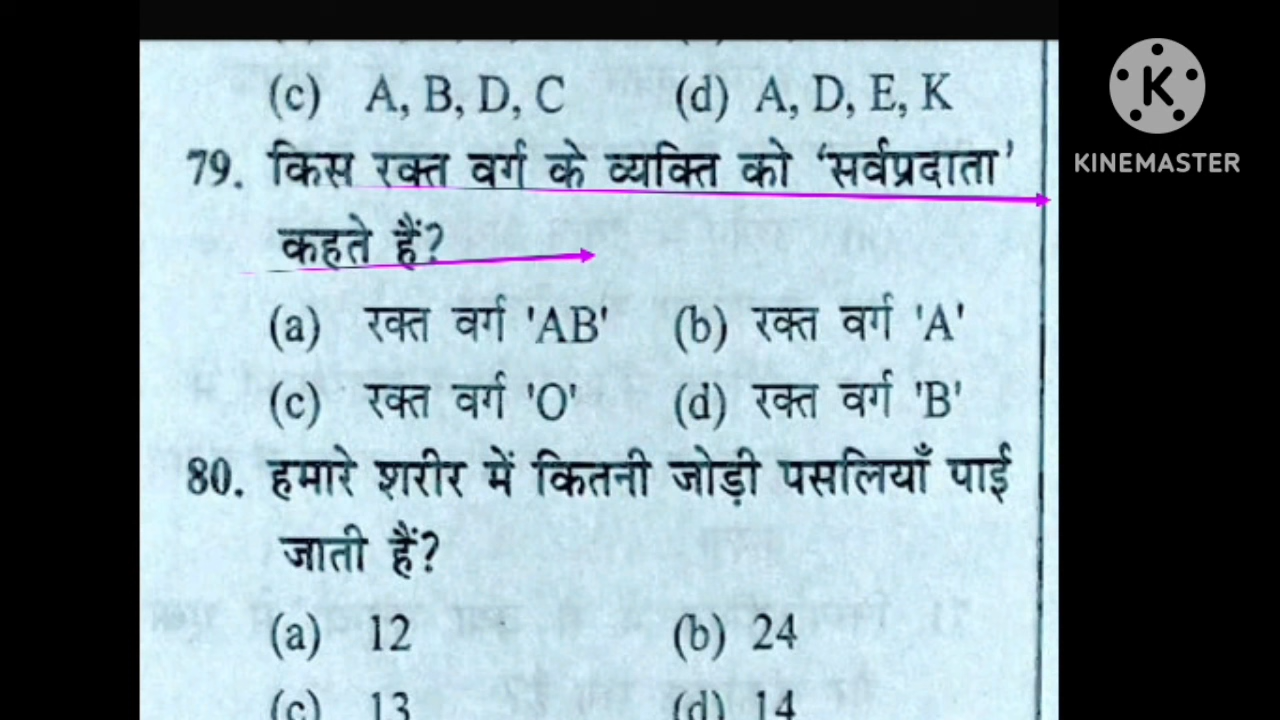 (c) A, B, D, C (d) A, D, E, K
79. किस रक्त वर्ग के व्यक्ति को 'सर्वप्रदाता'
कहते हैं?
(a) रक्त वर्ग 'AB' (b) रक्त वर्ग 'A'
(c) रक्त वर्ग 'O' (d) रक्त वर्ग 'B'
80. हमारे शरीर में कितनी जोड़ी पसलियाँ पाई
जाती हैं?
(a) 12 (b) 24
(c) 13 (d) 14
K
KINEMASTER